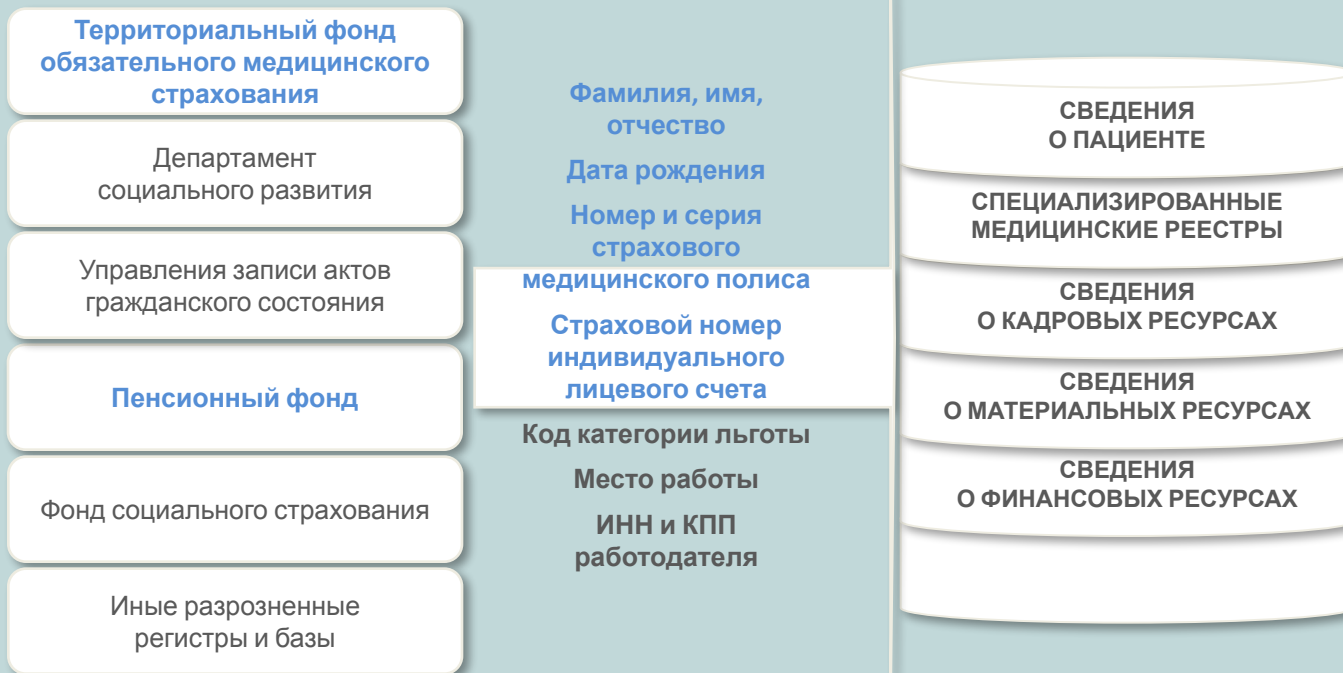 Территориальный фонд
обязательного медицинского
страхования
Департамент
социального развития
Управления записи актов
гражданского состояния
Пенсионный фонд
Фонд социального страхования
Иные разрозненные
регистры и базы
Фамилия, имя,
отчество
Дата рождения
Номер и серия
страхового
медицинского полиса
Страховой номер
индивидуального
лицевого счета
Код категории льготы
Место работы
ИНН и КПП
работодателя
СВЕДЕНИЯ
О ПАЦИЕНТЕ
СПЕЦИАЛИЗИРОВАННЫЕ
МЕДИЦИНСКИЕ РЕЕСТРЫ
СВЕДЕНИЯ
О КАДРОВЫХ РЕСУРСАХ
СВЕДЕНИЯ
О МАТЕРИАЛЬНЫХ РЕСУРСАХ
СВЕДЕНИЯ
О ФИНАНСОВЫХ РЕСУРСАХ